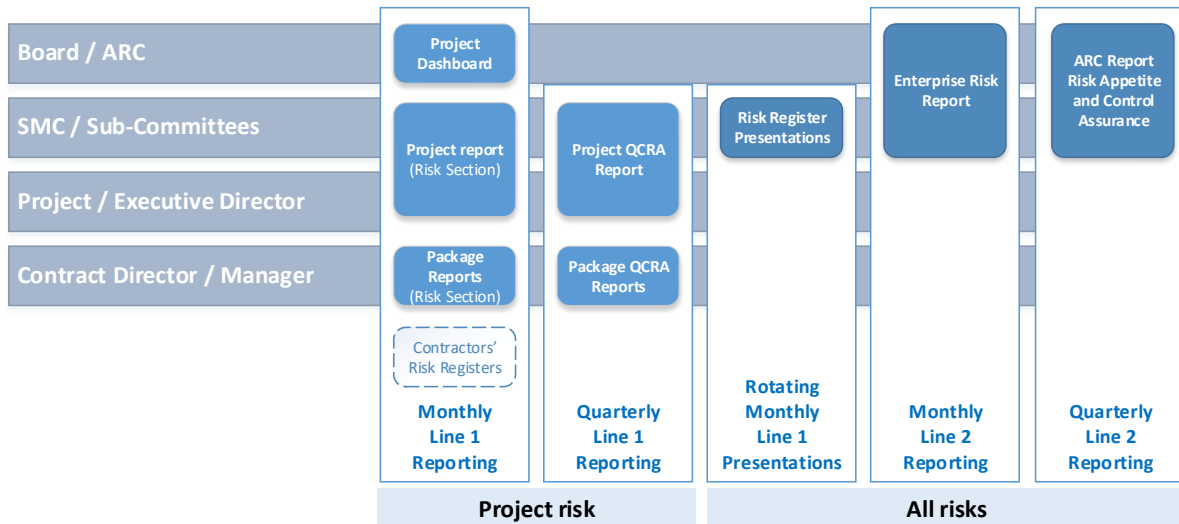 Board / ARC
SMC / Sub-Committees
Project / Executive Director
Contract Director / Manager
Project
Dashboard
Project report
(Risk Section)
Package
Reports
(Risk Section)
Contractors’
Risk Registers
Monthly
Line 1
Reporting
Project QCRA
Report
Package QCRA
Reports
Quarterly
Line 1
Reporting
Risk Register
Presentations
Rotating
Monthly
Line 1
Presentations
Enterprise Risk
Report
Monthly
Line 2
Reporting
ARC Report
Risk Appetite
and Control
Assurance
Quarterly
Line 2
Reporting
Project risk
All risks